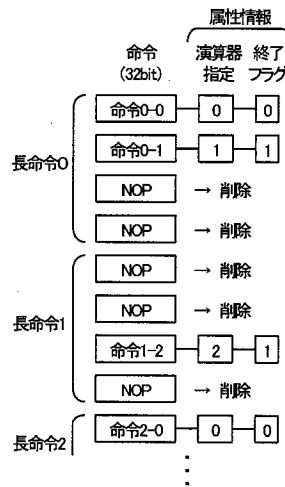 属性情報
命令 演算器 終了
(32bit) 指定 フラグ
長命令0
命令0-0 0 0
命令0-1 1 1
NOP → 削除
NOP → 削除
長命令1
NOP → 削除
NOP → 削除
命令1-2 2 1
NOP → 削除
長命令2
命令2-0 0 0